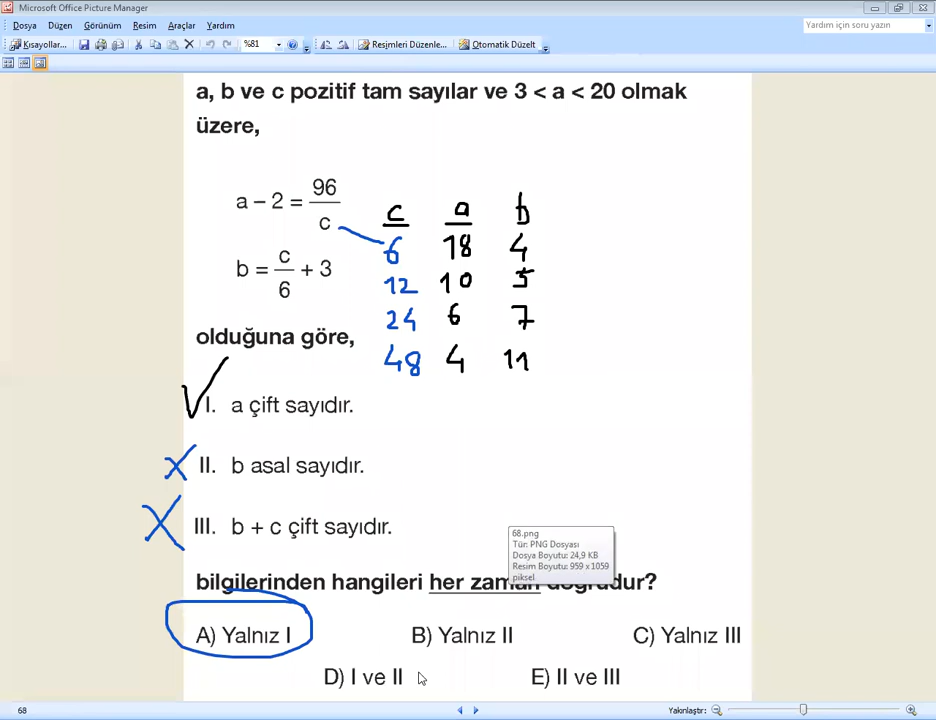 Microsoft Office Picture Manager
Dosya Düzen Görünüm Resim Araçlar Yardım
Yardım için soru yazın
Kısayollar... %81 Resimleri Düzenle... Otomatik Düzelt
a, b ve c pozitif tam sayılar ve 3 < a < 20 olmak
üzere,
a – 2 = 96/c
b = c/6 + 3
c a b
6 18 4
12 10 5
24 6 7
48 4 11
olduğuna göre,
I. a çift sayıdır.
II. b asal sayıdır.
III. b + c çift sayıdır.
68.png
Tür: PNG Dosyası
Dosya Boyutu: 24,9 KB
Resim Boyutu: 959 x 1059
piksel
bilgilerinden hangileri her zaman doğrudur?
A) Yalnız I B) Yalnız II C) Yalnız III
D) I ve II E) II ve III
68 Yakınlaştır: